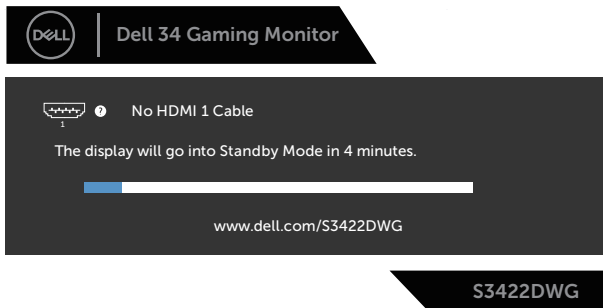 DELL
Dell 34 Gaming Monitor
? No HDMI 1 Cable
1
The display will go into Standby Mode in 4 minutes.
www.dell.com/S3422DWG
S3422DWG